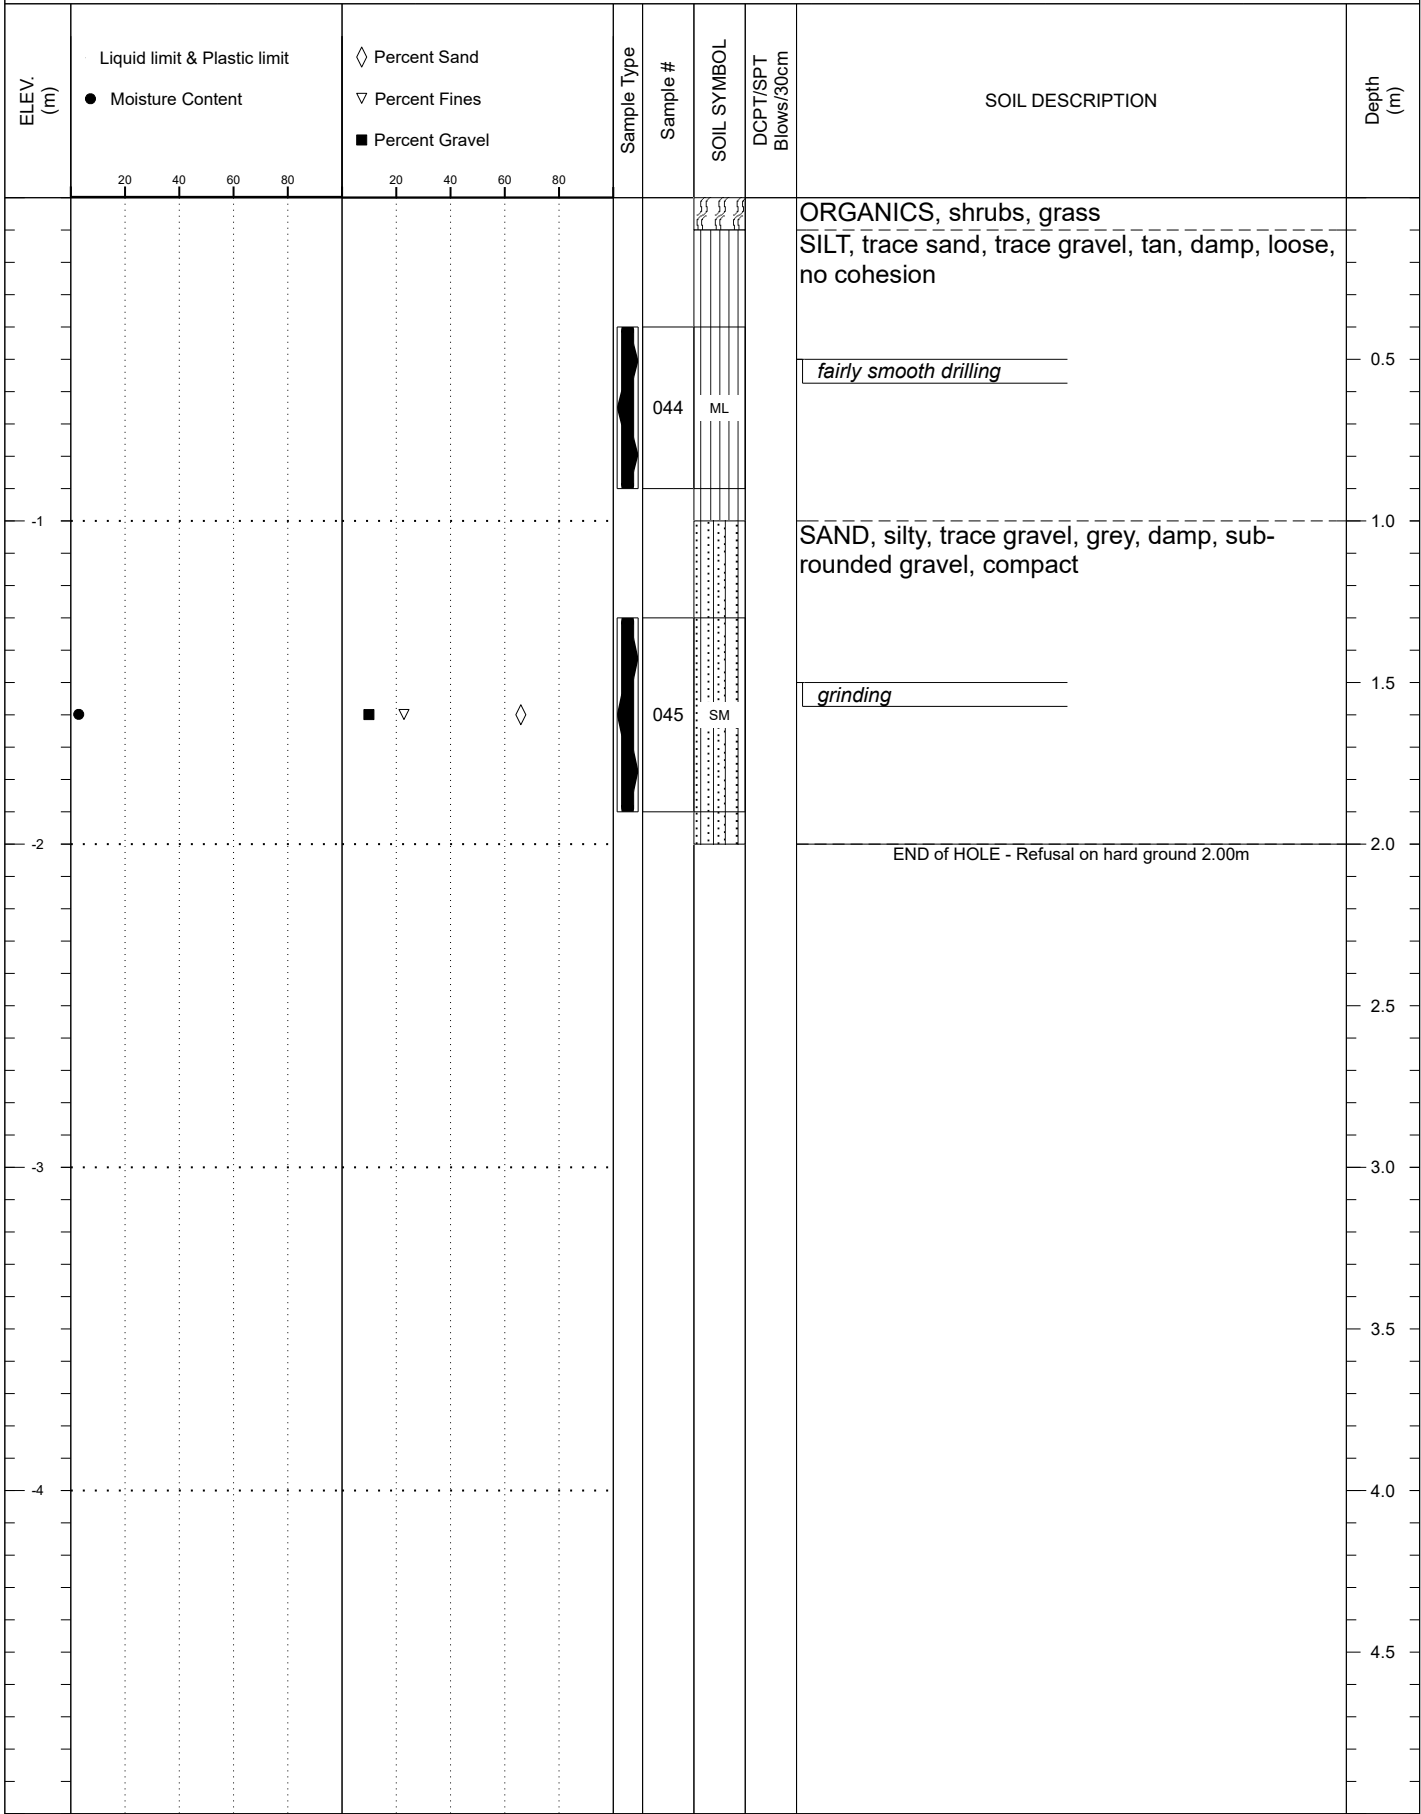 ELEV.
(m)
Liquid limit & Plastic limit
Moisture Content
20 40 60 80
Percent Sand
Percent Fines
Percent Gravel
20 40 60 80
Sample Type
Sample #
SOIL SYMBOL
DCPT/SPT
Blows/30cm
SOIL DESCRIPTION
Depth
(m)
ORGANICS, shrubs, grass
SILT, trace sand, trace gravel, tan, damp, loose,
no cohesion
0.5
fairly smooth drilling
044 ML
-1
1.0
SAND, silty, trace gravel, grey, damp, sub-
rounded gravel, compact
1.5
grinding
045 SM
-2
2.0
END of HOLE - Refusal on hard ground 2.00m
2.5
-3
3.0
3.5
-4
4.0
4.5